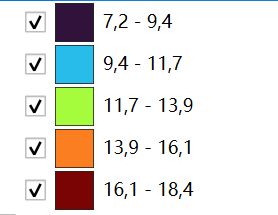 7,2 - 9,4
9,4 - 11,7
11,7 - 13,9
13,9 - 16,1
16,1 - 18,4